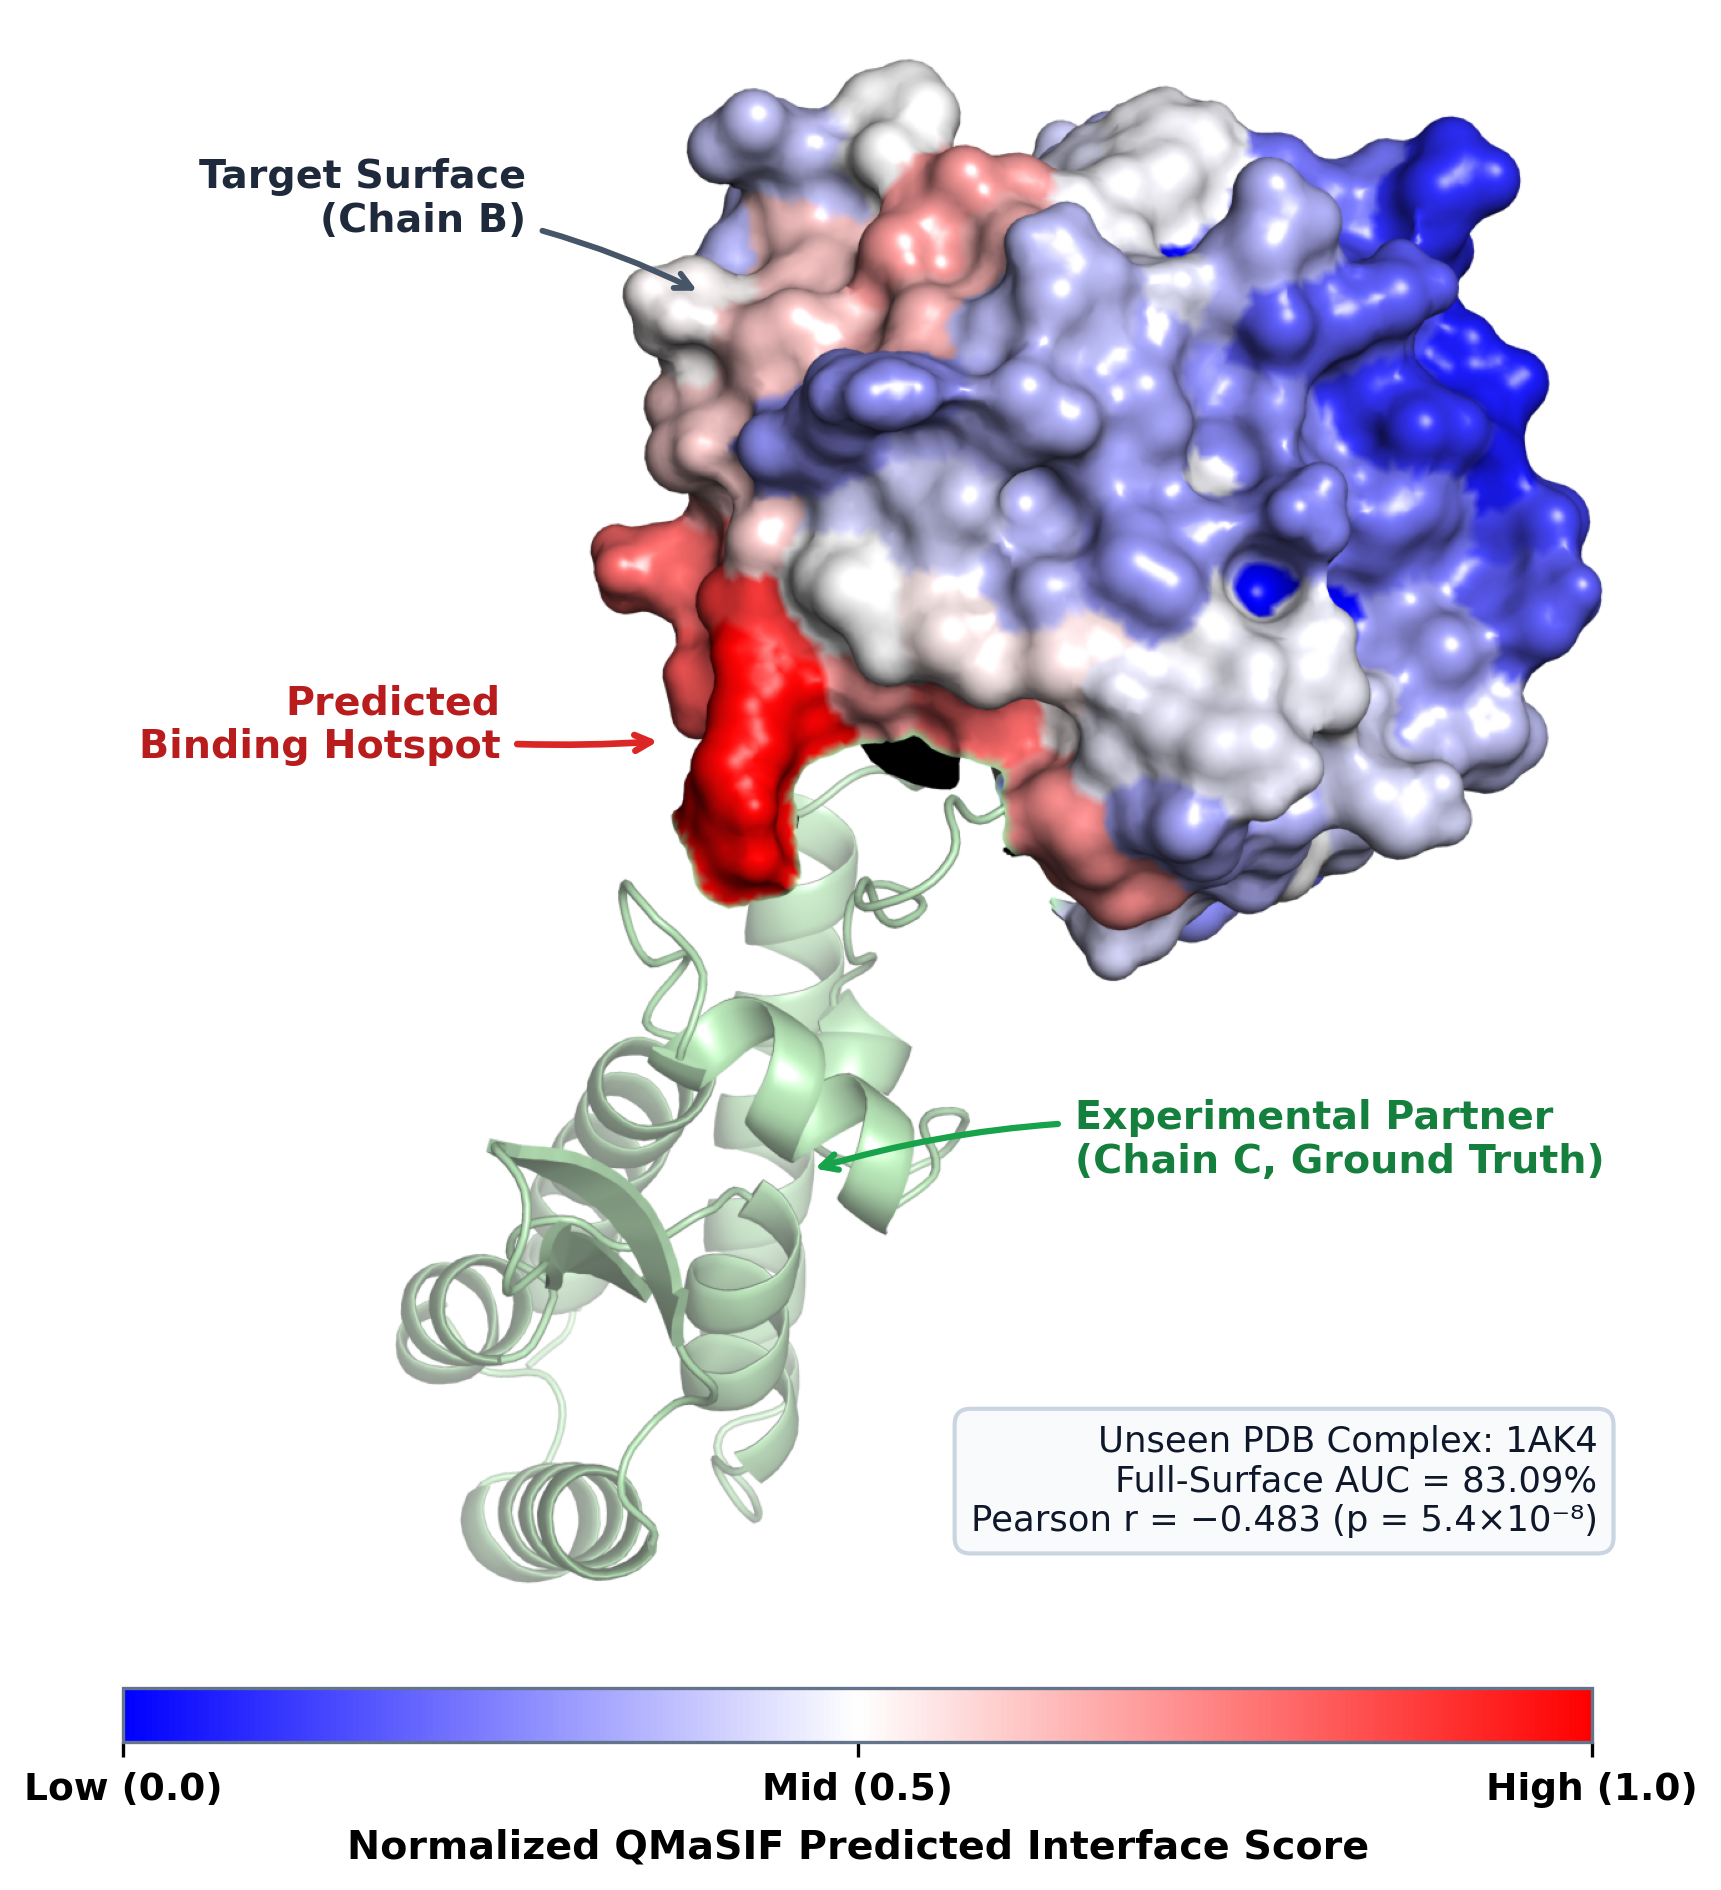 Target Surface
(Chain B)
Predicted
Binding Hotspot
Experimental Partner
(Chain C, Ground Truth)
Unseen PDB Complex: 1AK4
Full-Surface AUC = 83.09%
Pearson r = −0.483 (p = 5.4×10⁻⁸)
Low (0.0)
Mid (0.5)
High (1.0)
Normalized QMaSIF Predicted Interface Score